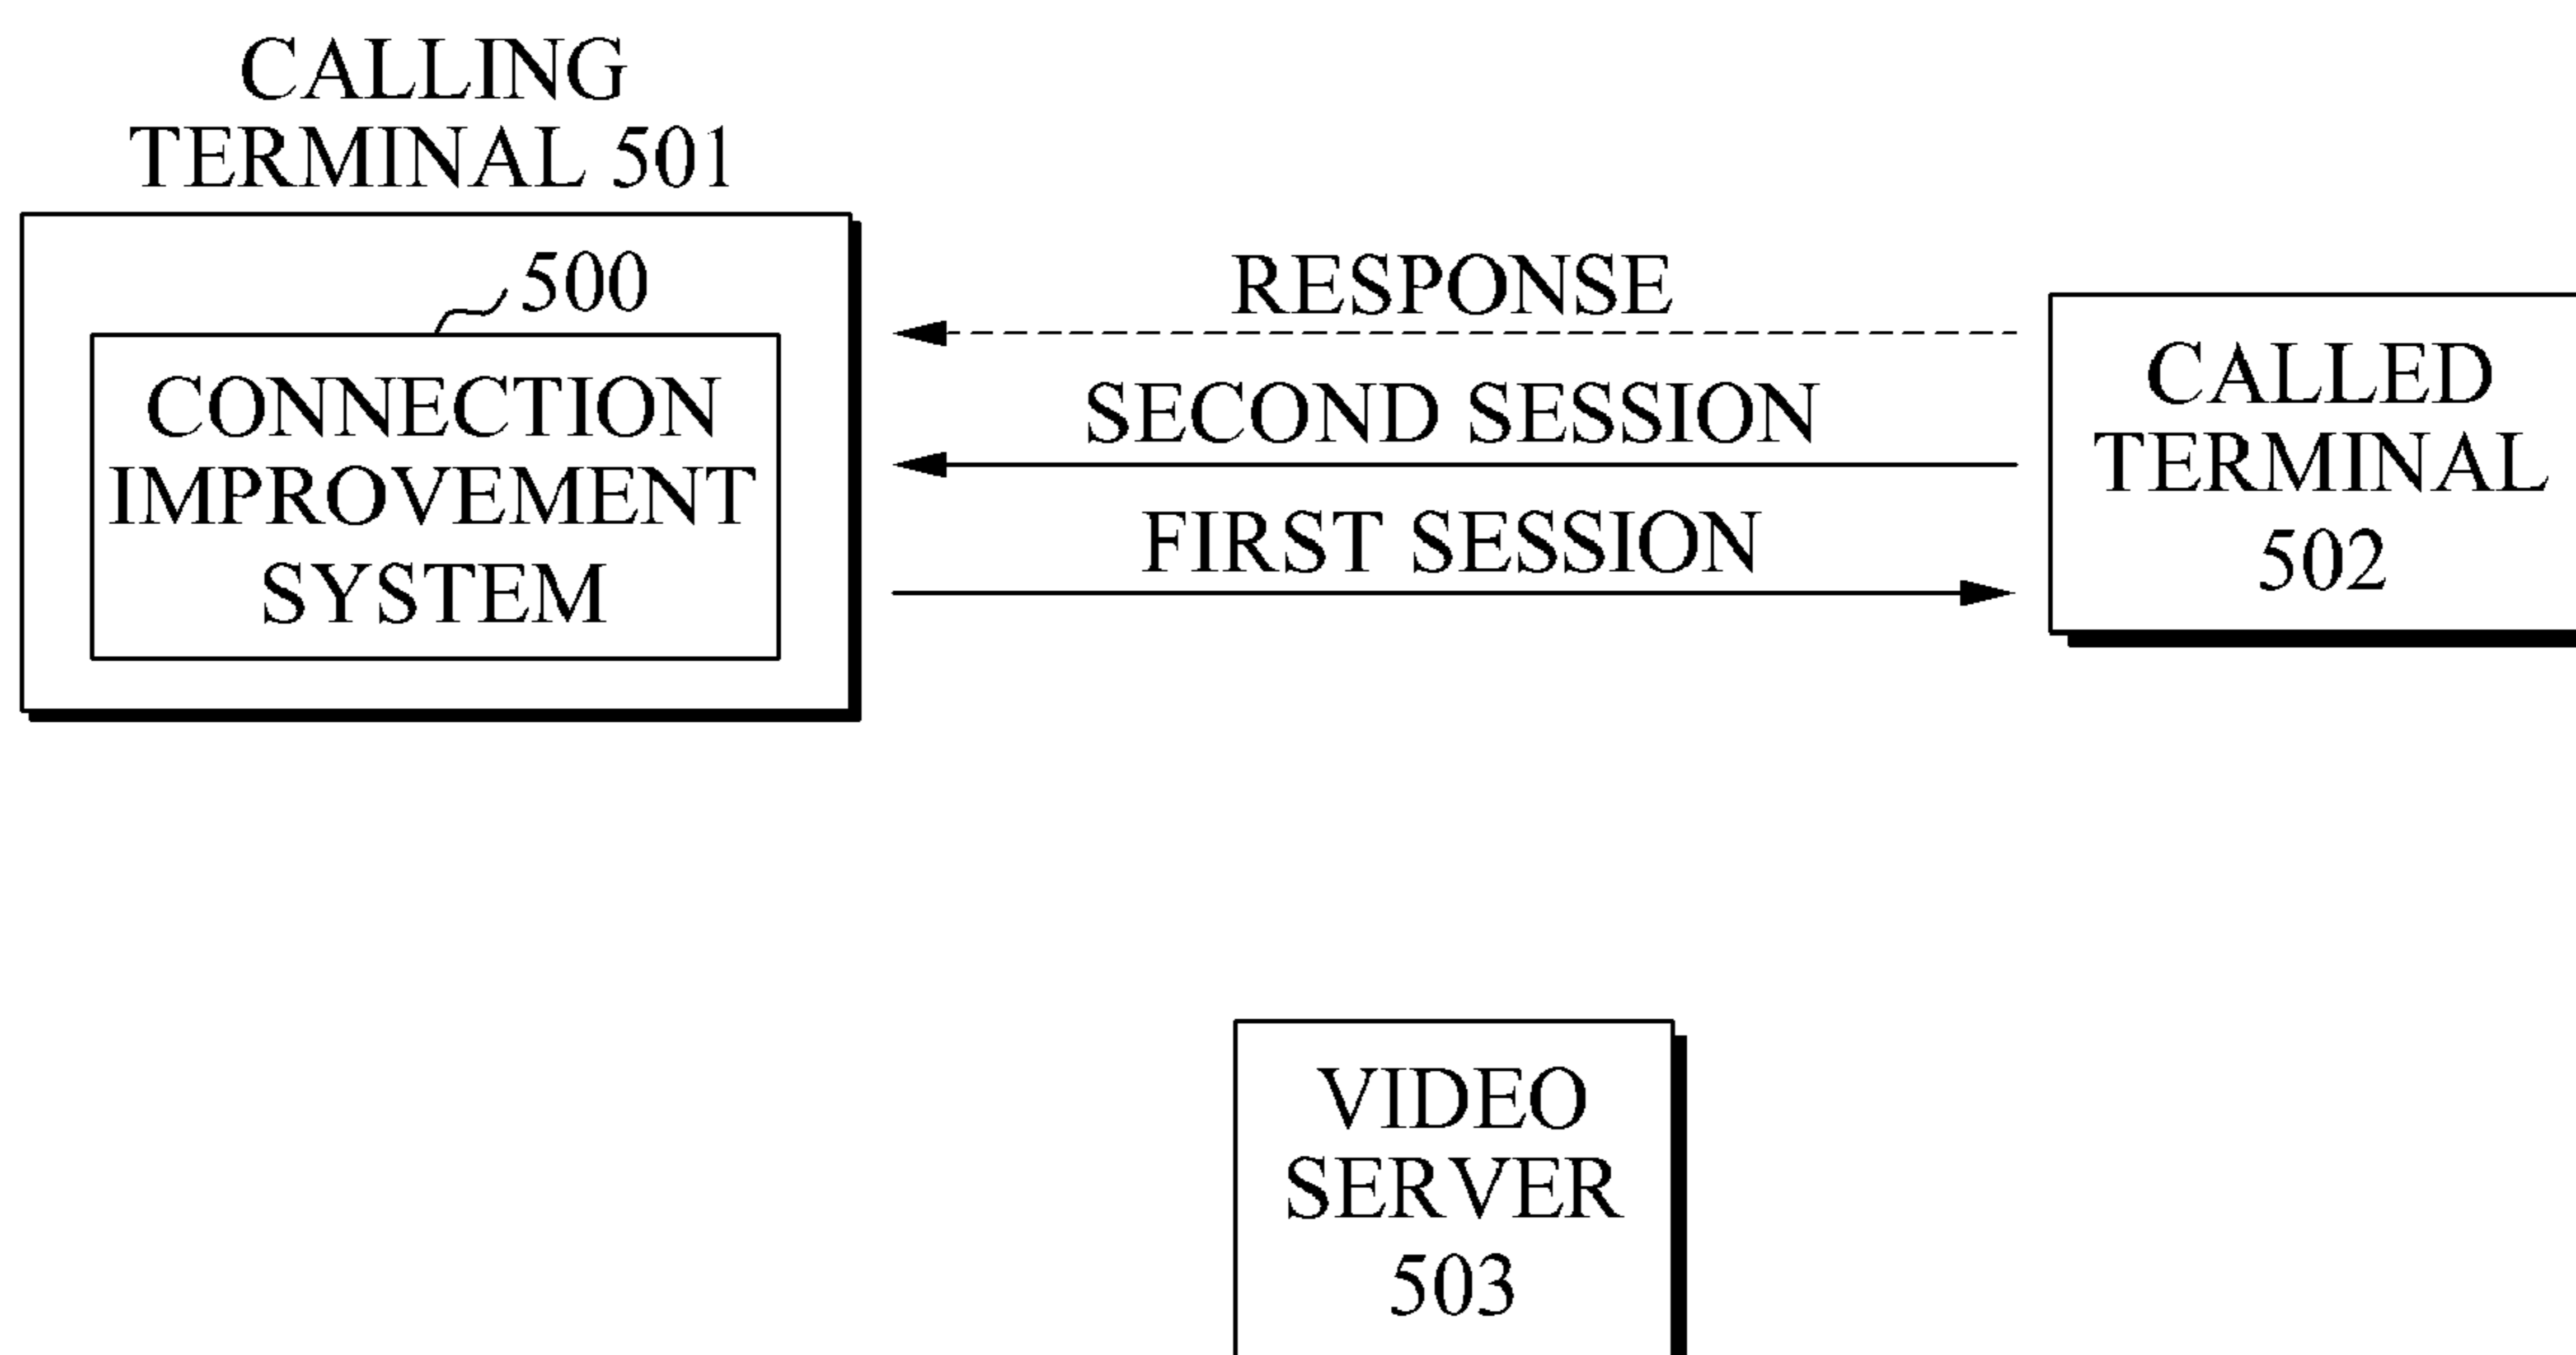 CALLING
TERMINAL 501
500
CONNECTION
IMPROVEMENT
SYSTEM
RESPONSE
SECOND SESSION
FIRST SESSION
CALLED
TERMINAL
502
VIDEO
SERVER
503